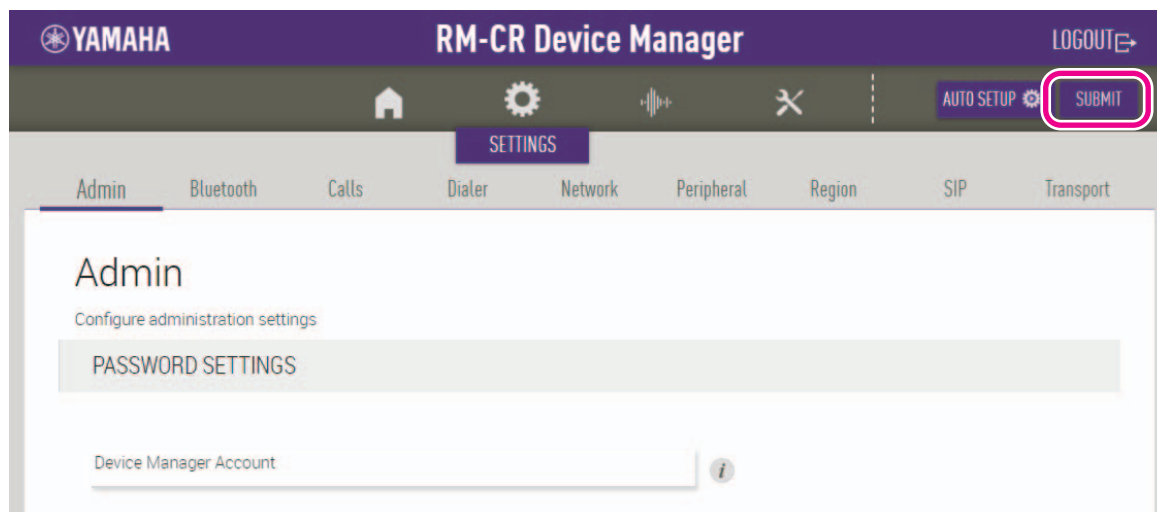 YAMAHA RM-CR Device Manager LOGOUT
AUTO SETUP SUBMIT
SETTINGS
Admin Bluetooth Calls Dialer Network Peripheral Region SIP Transport
Admin
Configure administration settings
PASSWORD SETTINGS
Device Manager Account i